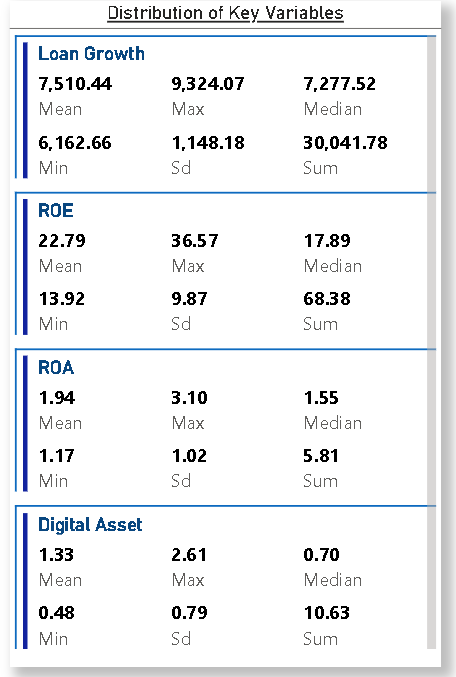 Distribution of Key Variables
Loan Growth
7,510.44 9,324.07 7,277.52
Mean Max Median
6,162.66 1,148.18 30,041.78
Min Sd Sum
ROE
22.79 36.57 17.89
Mean Max Median
13.92 9.87 68.38
Min Sd Sum
ROA
1.94 3.10 1.55
Mean Max Median
1.17 1.02 5.81
Min Sd Sum
Digital Asset
1.33 2.61 0.70
Mean Max Median
0.48 0.79 10.63
Min Sd Sum